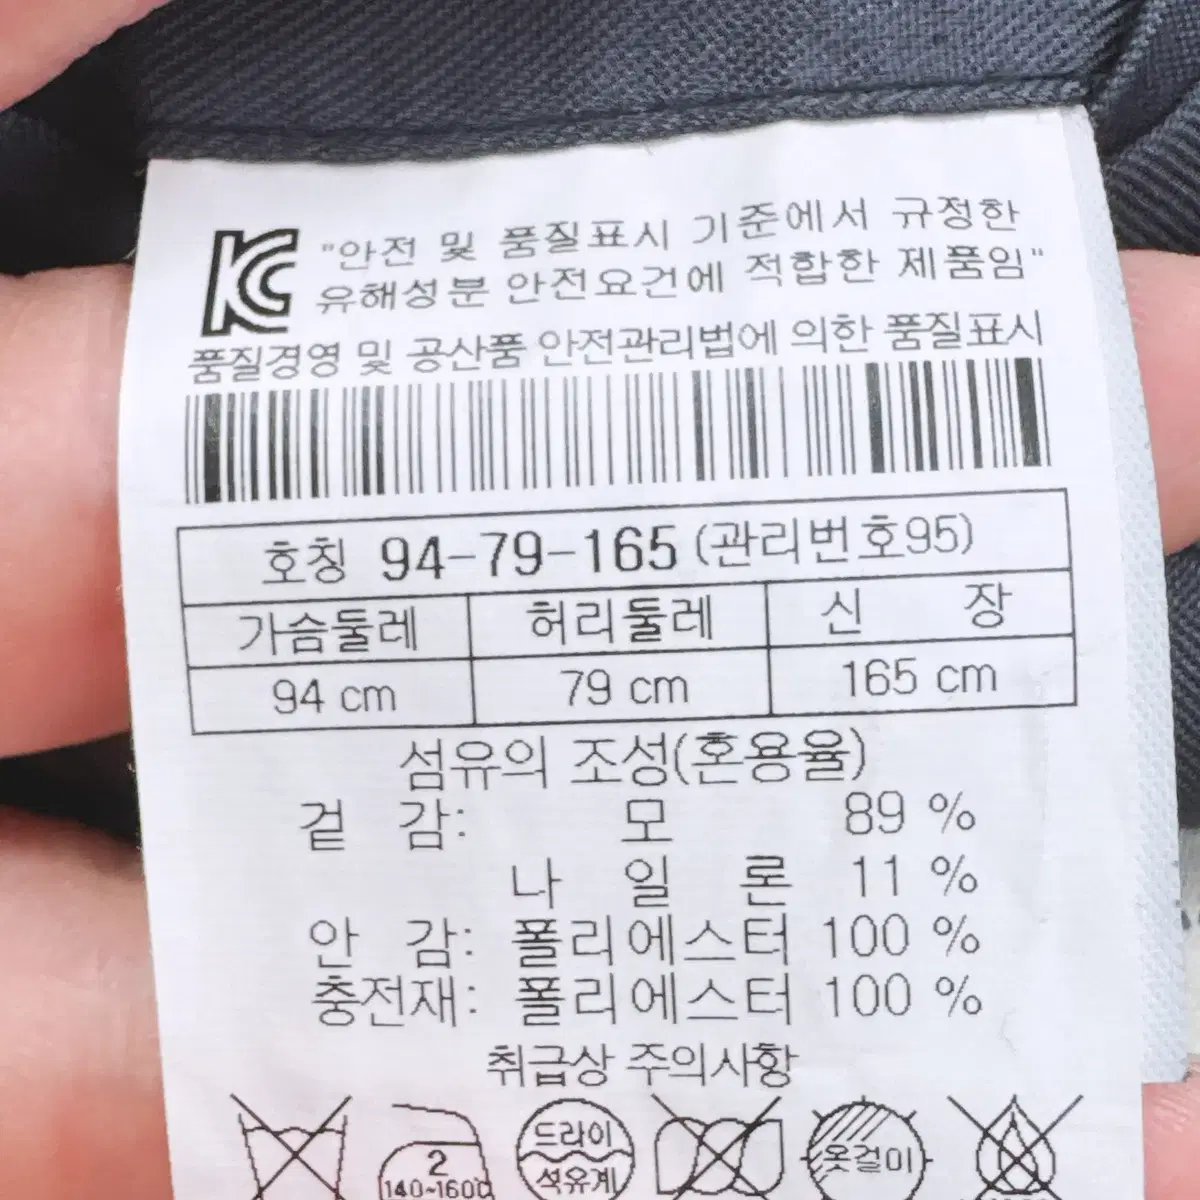 KC "안전 및 품질표시 기준에서 규정한
유해성분 안전요건에 적합한 제품임"
품질경영 및 공산품 안전관리법에 의한 품질표시
호칭 94-79-165 (관리번호95)
가슴둘레 허리둘레 신 장
94 cm 79 cm 165 cm
섬유의 조성(혼용율)
겉 감: 모 89 %
나 일 론 11 %
안 감: 폴리에스터 100 %
충전재: 폴리에스터 100 %
취급상 주의사항
드라이
2 옷걸이
140~160℃ 석유계